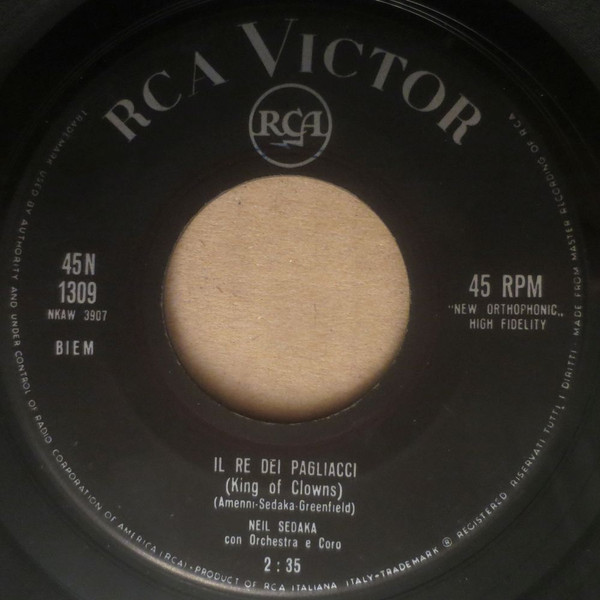 RCA VICTOR
RCA
45N
1309
NKAW 3907
BIEM
45 RPM
"NEW ORTHOPHONIC„
HIGH FIDELITY
IL RE DEI PAGLIACCI
(King of Clowns)
(Amenni-Sedaka-Greenfield)
NEIL SEDAKA
con Orchestra e Coro
2:35
TRADEMARK USED BY AUTHORITY AND UNDER CONTROL OF RADIO CORPORATION OF AMERICA (RCA)-PRODUCT OF RCA ITALIANA ITALY-TRADEMARK ® REGISTERED RISERVATI TUTTI I DIRITTI MADE FROM MASTER RECORDING OF RCA